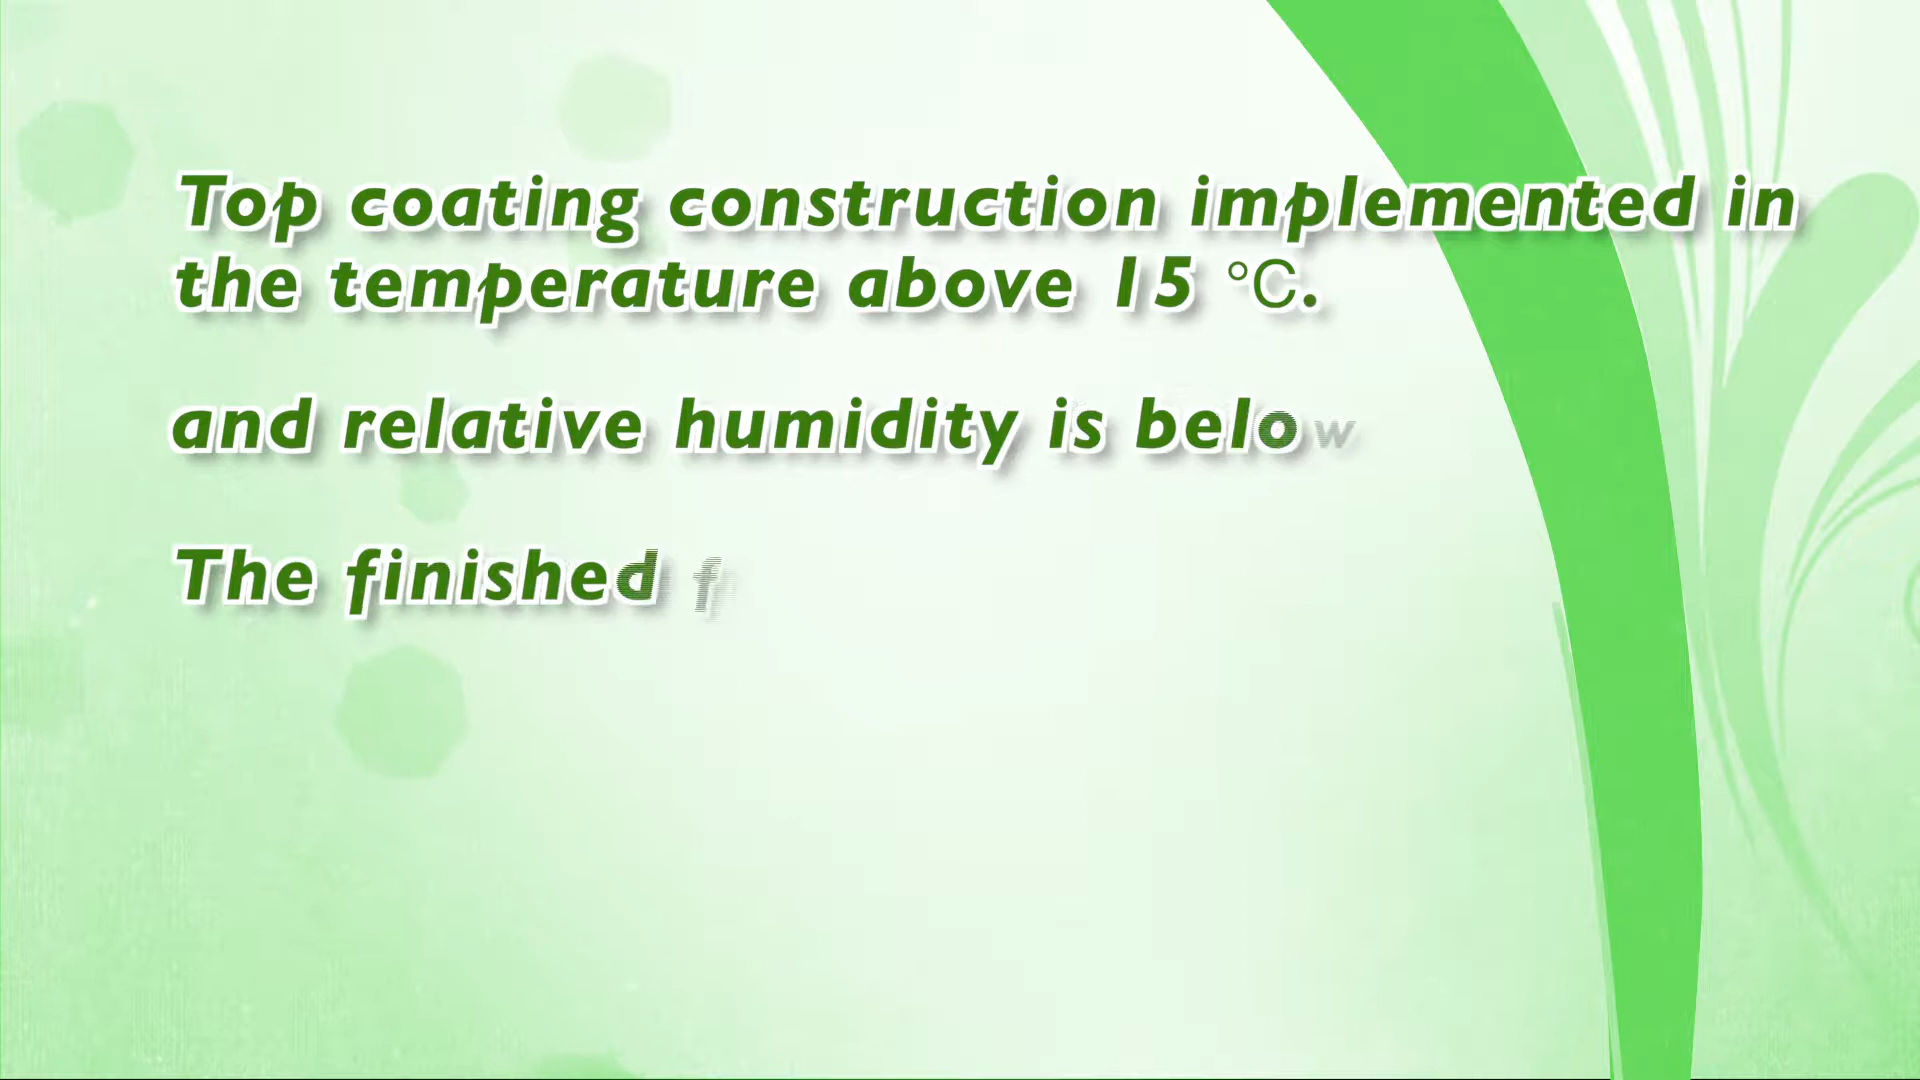 Top coating construction implemented in
the temperature above 15 ℃.
and relative humidity is below
The finished f